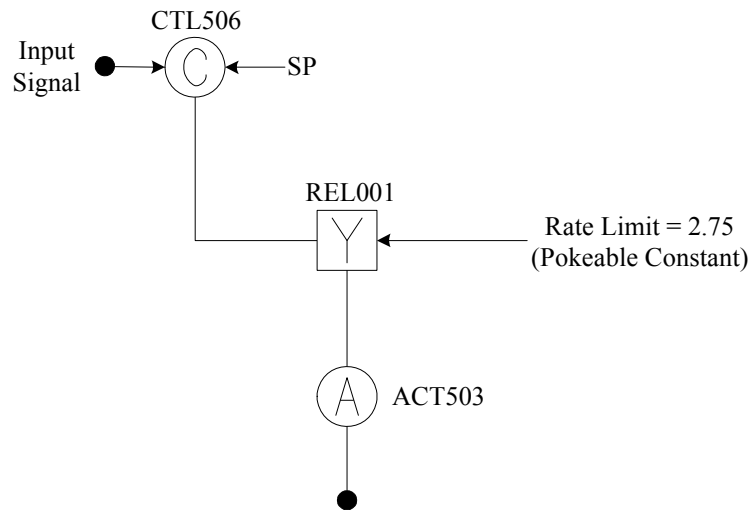 CTL506
Input
Signal
C
SP
REL001
Y
Rate Limit = 2.75
(Pokeable Constant)
A
ACT503